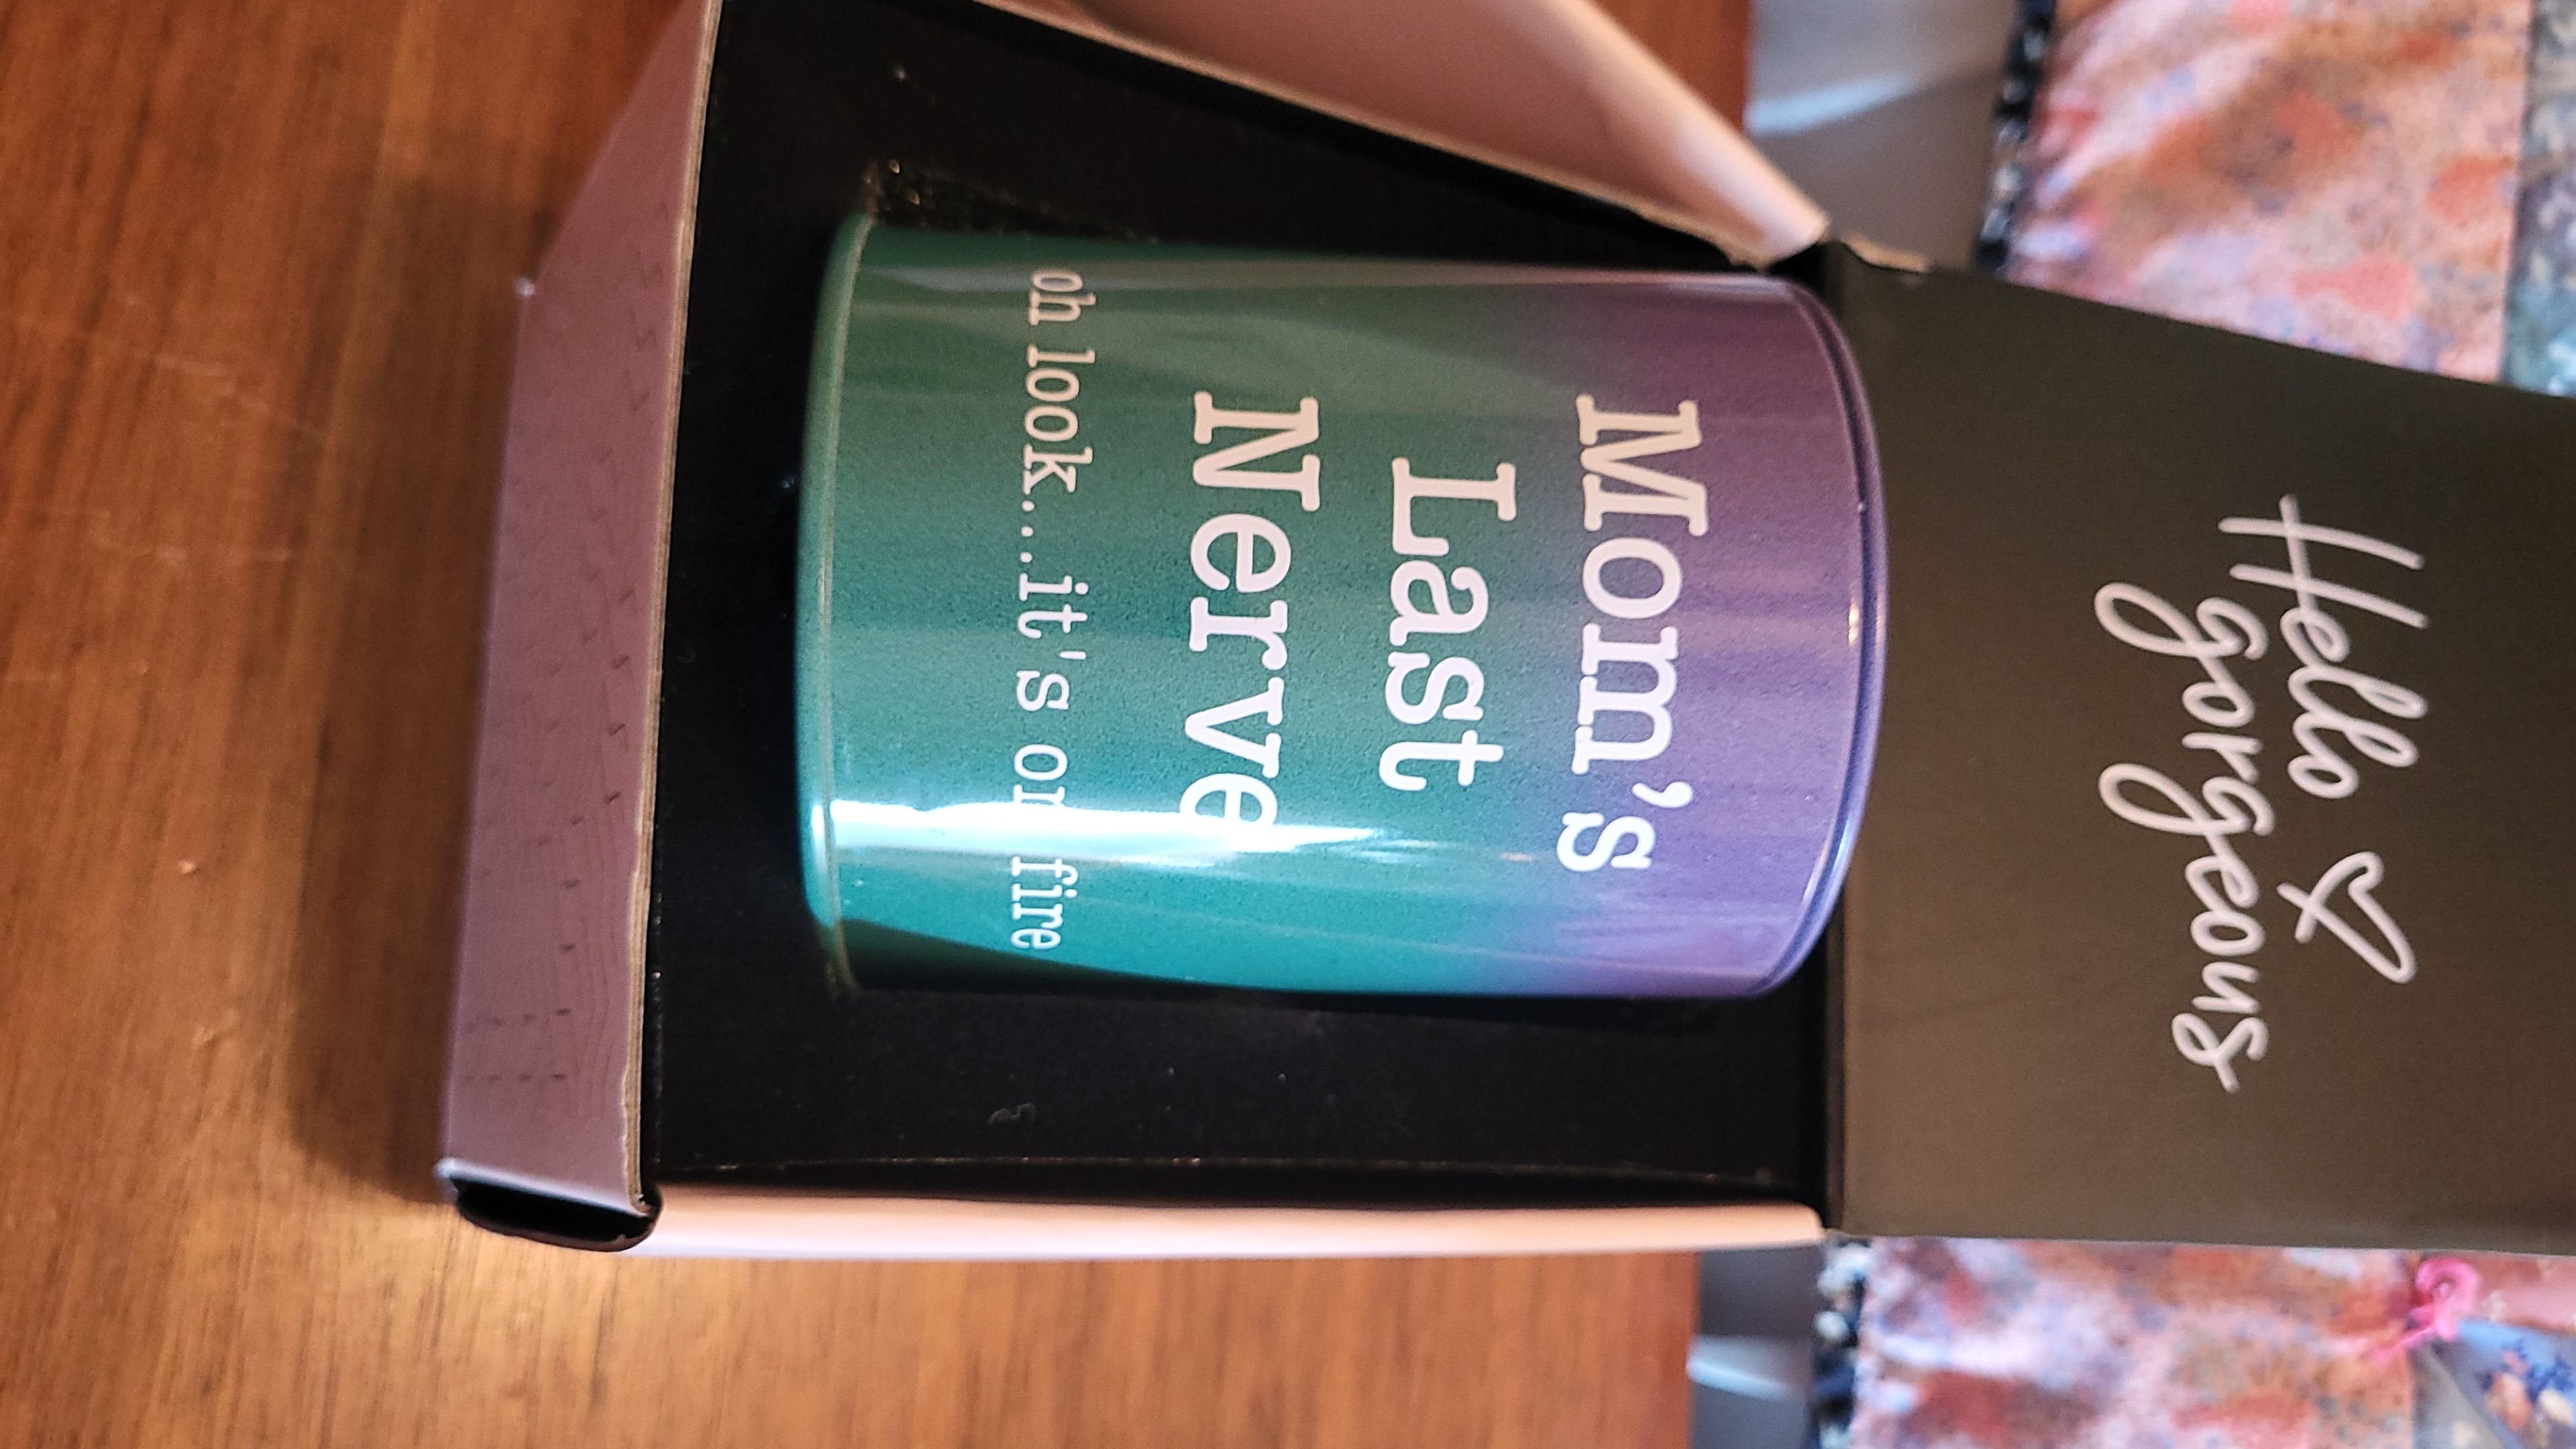 Hello
gorgeous
Mom's
Last
Nerve
oh look...it's on fire